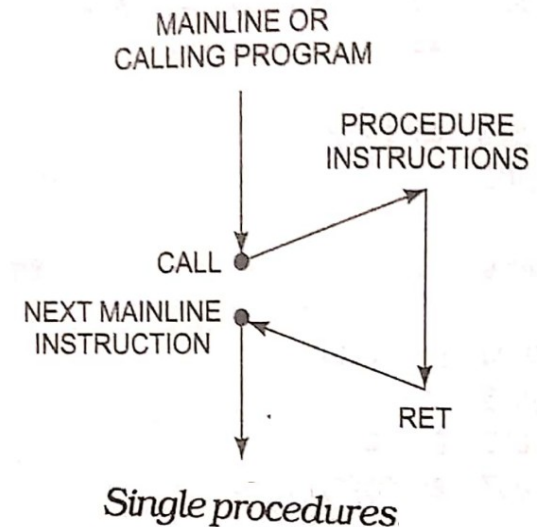 MAINLINE OR
CALLING PROGRAM
PROCEDURE
INSTRUCTIONS
CALL
NEXT MAINLINE
INSTRUCTION
RET
Single procedures